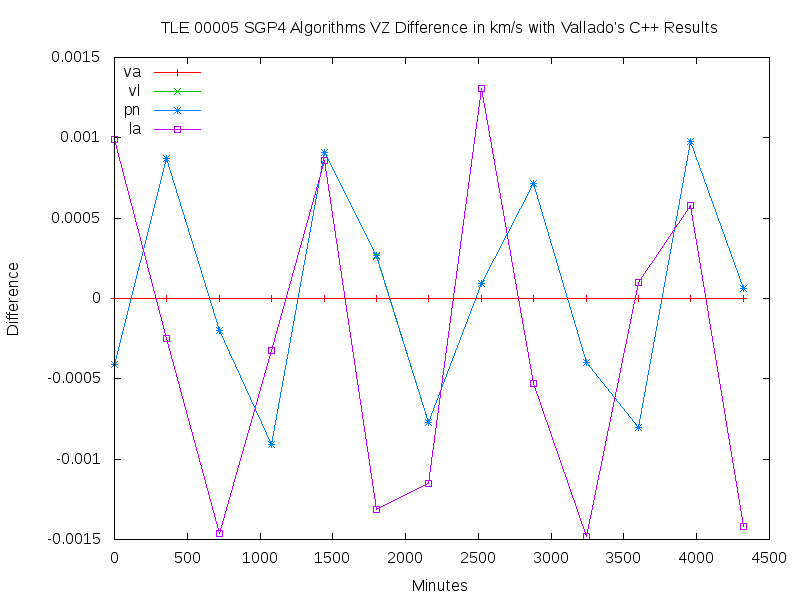 TLE 00005 SGP4 Algorithms VZ Difference in km/s with Vallado's C++ Results
0.0015
0.001
0.0005
0
-0.0005
-0.001
-0.0015
va
vl
pn
la
Difference
0 500 1000 1500 2000 2500 3000 3500 4000 4500
Minutes